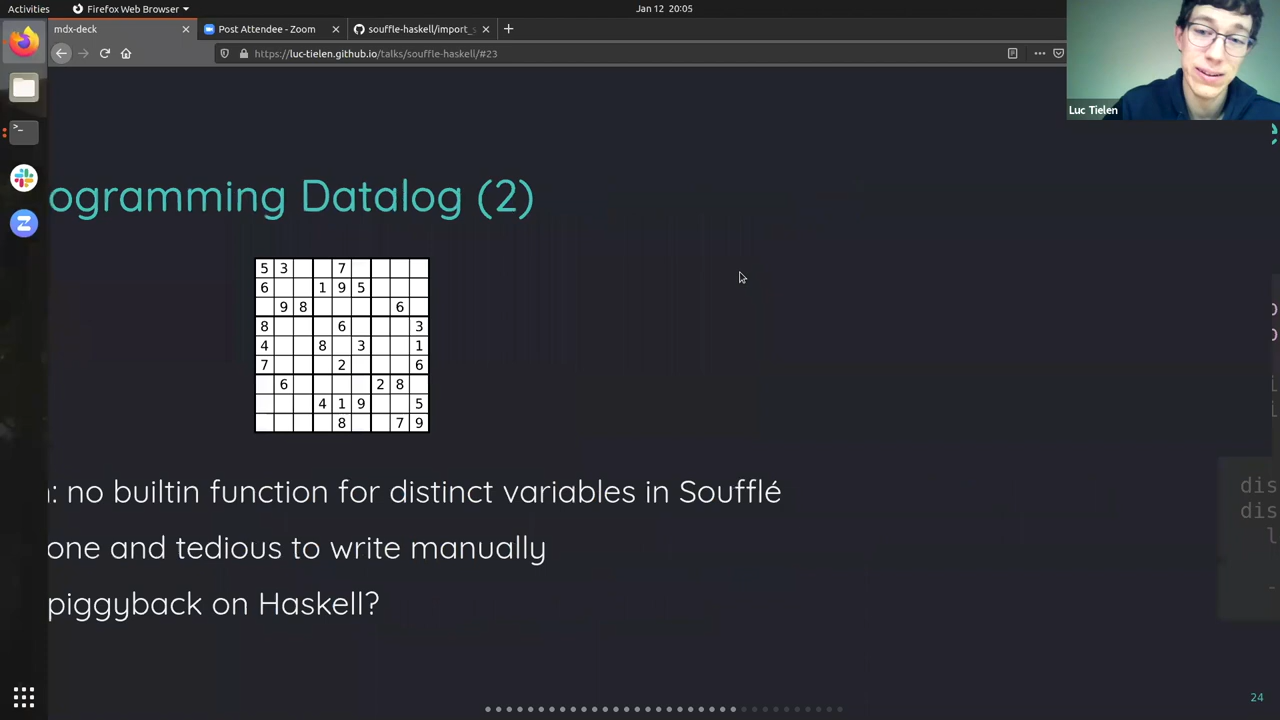 Activities
Firefox Web Browser
Jan 12 20:05
mdx-deck
Post Attendee - Zoom
souffle-haskell/import_s
https://luc-tielen.github.io/talks/souffle-haskell/#23
Luc Tielen
ogramming Datalog (2)
5 3 7
6 1 9 5
9 8 6
8 6 3
4 8 3 1
7 2 6
6 2 8
4 1 9 5
8 7 9
: no builtin function for distinct variables in Soufflé
one and tedious to write manually
piggyback on Haskell?
dis
dis
24